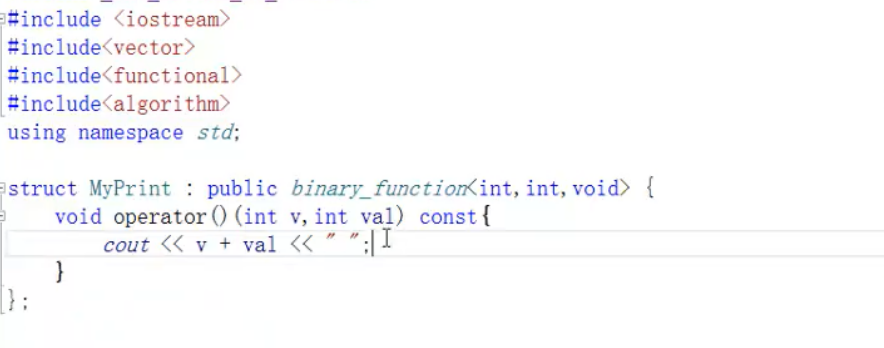 #include <iostream>
#include<vector>
#include<functional>
#include<algorithm>
using namespace std;
struct MyPrint : public binary_function<int,int,void> {
void operator()(int v,int val) const{
cout << v + val << " ";
}
};